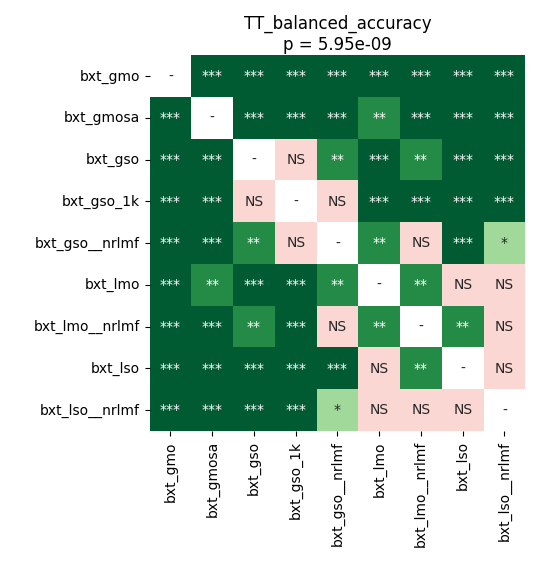 TT_balanced_accuracy
p = 5.95e-09
bxt_gmo - *** *** *** *** *** *** *** ***
bxt_gmosa *** - *** *** *** ** *** *** ***
bxt_gso *** *** - NS ** *** ** *** ***
bxt_gso_1k *** *** NS - NS *** *** *** ***
bxt_gso__nrlmf *** *** ** NS - ** NS *** *
bxt_lmo *** ** *** *** ** - ** NS NS
bxt_lmo__nrlmf *** *** ** *** NS ** - ** NS
bxt_lso *** *** *** *** *** NS ** - NS
bxt_lso__nrlmf *** *** *** *** * NS NS NS -
bxt_gmo
bxt_gmosa
bxt_gso
bxt_gso_1k
bxt_gso__nrlmf
bxt_lmo
bxt_lmo__nrlmf
bxt_lso
bxt_lso__nrlmf